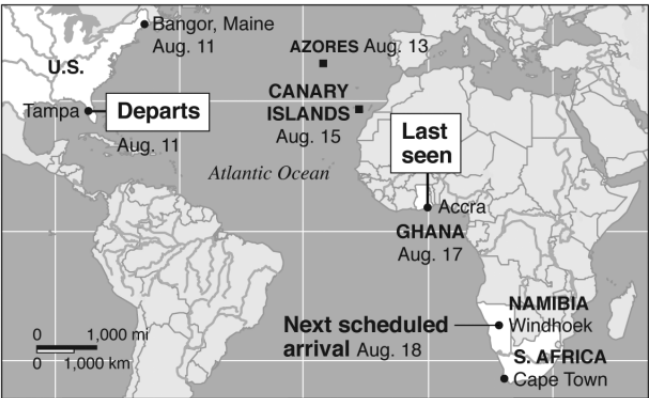 Bangor, Maine
Aug. 11
AZORES Aug. 13
U.S.
CANARY
ISLANDS
Aug. 15
Tampa
Departs
Aug. 11
Last
seen
Atlantic Ocean
Accra
GHANA
Aug. 17
NAMIBIA
Windhoek
Next scheduled
arrival Aug. 18
0 1,000 mi
0 1,000 km
S. AFRICA
Cape Town